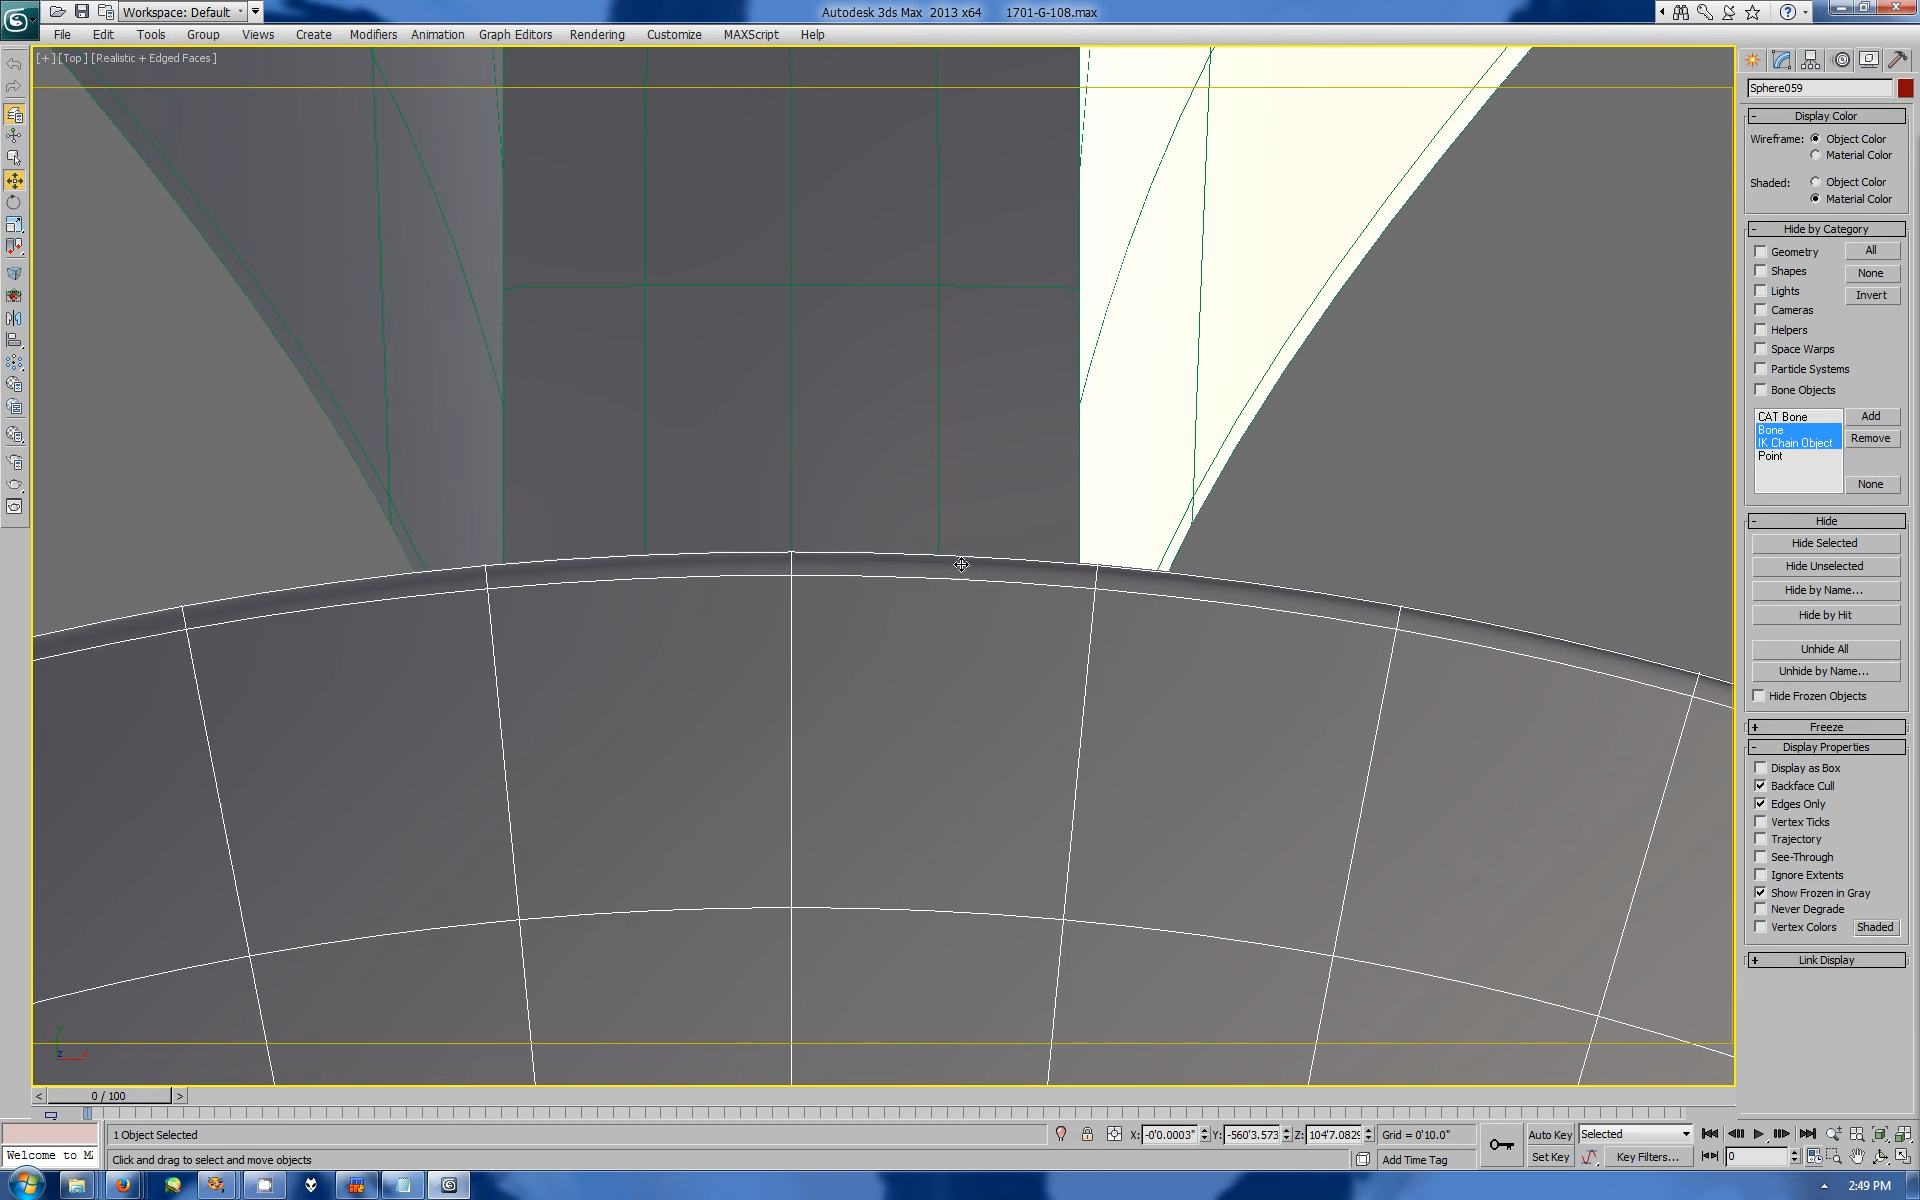 Workspace: Default
Autodesk 3ds Max 2013 x64 1701-G-108.max
File Edit Tools Group Views Create Modifiers Animation Graph Editors Rendering Customize MAXScript Help
[+] [Top] [Realistic + Edged Faces ]
Sphere059
- Display Color
Wireframe: Object Color
Material Color
Shaded: Object Color
Material Color
- Hide by Category
Geometry All
Shapes None
Lights Invert
Cameras
Helpers
Space Warps
Particle Systems
Bone Objects
CAT Bone Add
Bone
IK Chain Object Remove
Point
None
- Hide
Hide Selected
Hide Unselected
Hide by Name...
Hide by Hit
Unhide All
Unhide by Name...
Hide Frozen Objects
+ Freeze
- Display Properties
Display as Box
Backface Cull
Edges Only
Vertex Ticks
Trajectory
See-Through
Ignore Extents
Show Frozen in Gray
Never Degrade
Vertex Colors Shaded
+ Link Display
Y
Z X
< 0 / 100 >
1 Object Selected X: -0'0.0003" Y: -560'3.573 Z: 104'7.0829 Grid = 0'10.0" Auto Key Selected
Welcome to M Click and drag to select and move objects Add Time Tag Set Key Key Filters... 0
2:49 PM